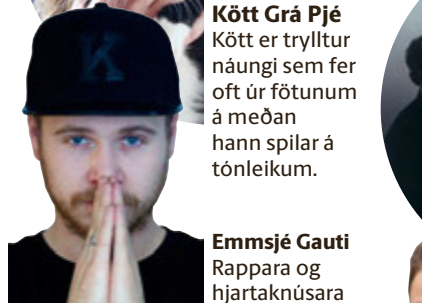 K
Kött Grá Pjé
Kött er trylltur
náungi sem fer
oft úr fötunum
á meðan
hann spilar á
tónleikum.
Emmsjé Gauti
Rappara og
hjartaknúsara